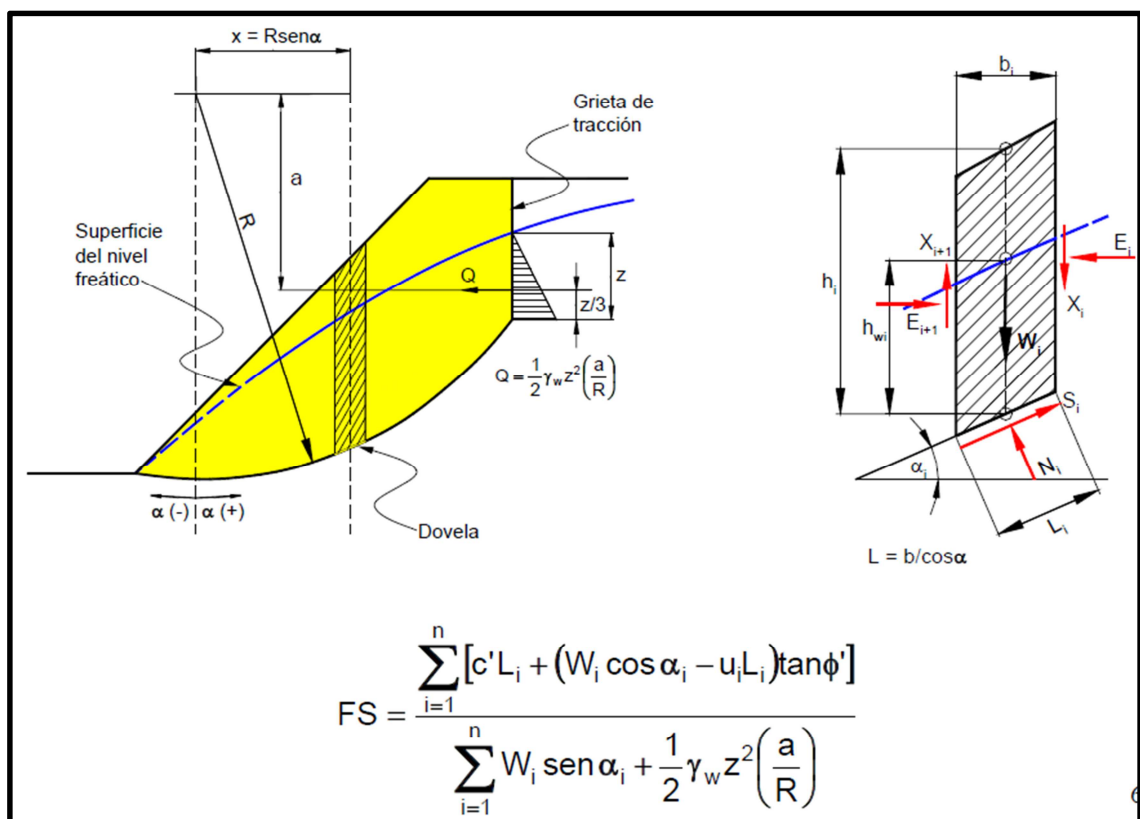 x = Rsenα
a
R
Grieta de
tracción
Superficie
del nivel
freático
Q
z
z/3
Q = 1/2 γw z² (a/R)
α (-) | α (+)
Dovela
bi
hi
hwi
Xi+1
Ei+1
Ei
Xi
Wi
Si
Ni
αi
Li
L = b/cosα
FS = ∑ i=1 n [c'Li + (Wi cos αi − uiLi) tanϕ'] / ∑ i=1 n Wi sen αi + 1/2 γw z² (a/R)